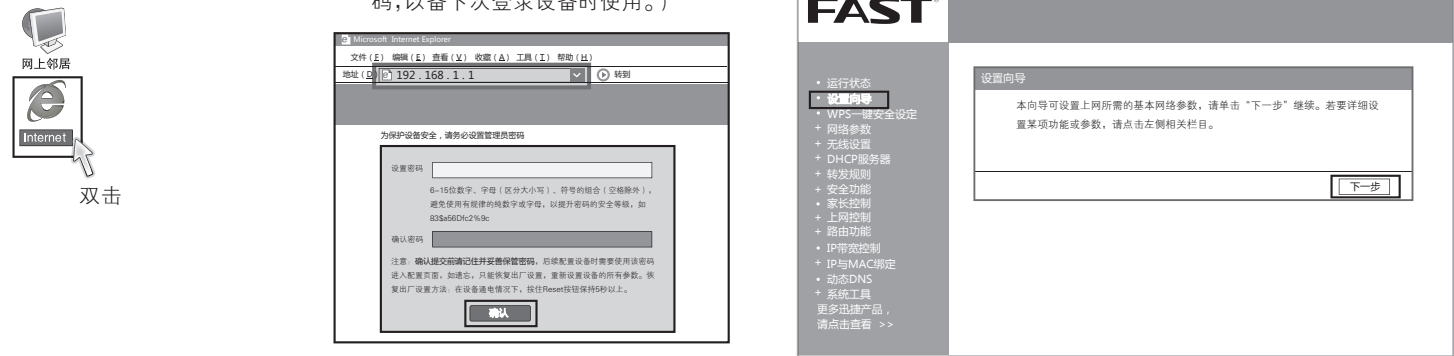 网上邻居
Internet
双击
码,以备下次登录设备时使用。)
Microsoft Internet Explorer
文件(F) 编辑(E) 查看(V) 收藏(A) 工具(I) 帮助(H)
地址(D) 192.168.1.1 转到
为保护设备安全，请务必设置管理员密码
设置密码
6-15位数字、字母（区分大小写）、符号的组合（空格除外），
避免使用有规律的纯数字或字母，以提升密码的安全等级，如
83$a56Dfc2%9c
确认密码
注意：确认提交前请记住并妥善保管密码，后续配置设备时需要使用该密码
进入配置页面，如遗忘，只能恢复出厂设置，重新设置设备的所有参数。恢
复出厂设置方法：在设备通电情况下，按住Reset按钮保持5秒以上。
确认
FAST®
• 运行状态
• 设置向导
• WPS一键安全设定
+ 网络参数
+ 无线设置
+ DHCP服务器
+ 转发规则
+ 安全功能
• 家长控制
+ 上网控制
+ 路由功能
• IP带宽控制
+ IP与MAC绑定
• 动态DNS
+ 系统工具
更多迅捷产品，
请点击查看 >>
设置向导
本向导可设置上网所需的基本网络参数，请单击“下一步”继续。若要详细设
置某项功能或参数，请点击左侧相关栏目。
下一步